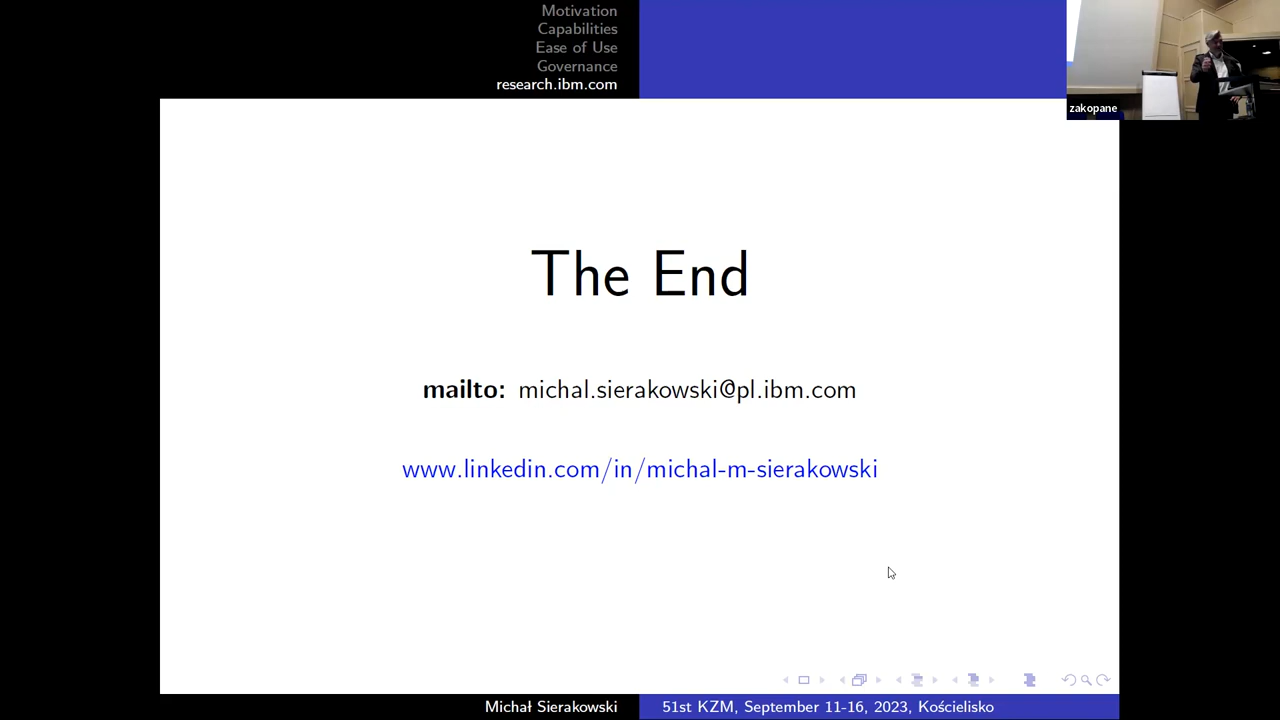 Motivation
Capabilities
Ease of Use
Governance
research.ibm.com
zakopane
The End
mailto: michal.sierakowski@pl.ibm.com
www.linkedin.com/in/michal-m-sierakowski
Michał Sierakowski
51st KZM, September 11-16, 2023, Kościelisko